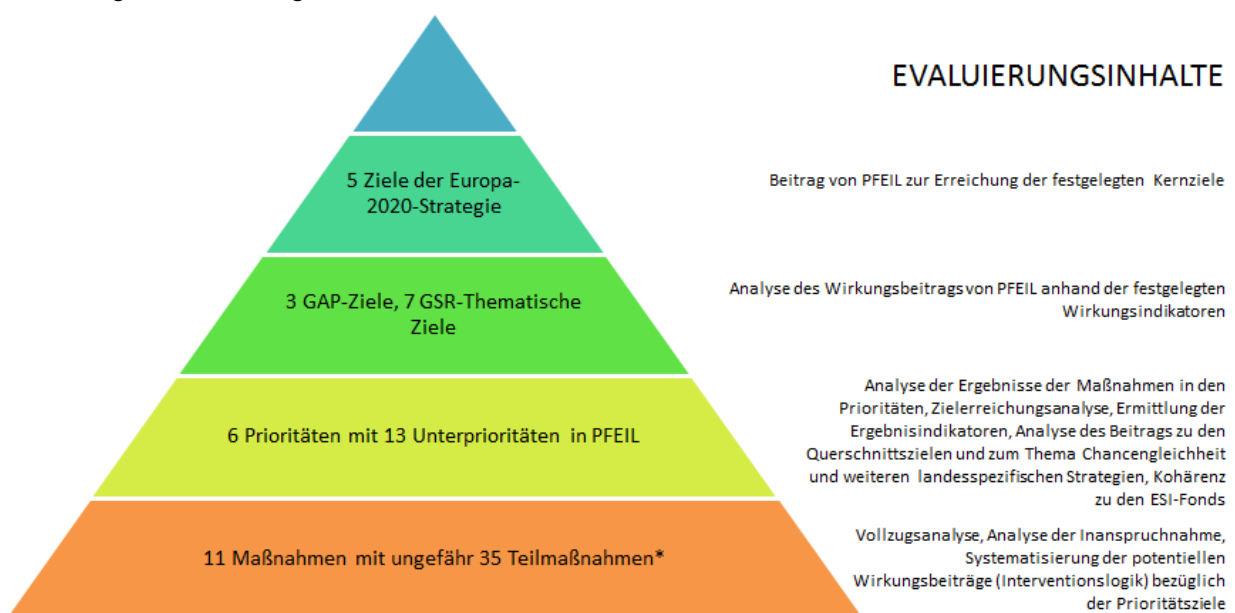 EVALUIERUNGSINHALTE
5 Ziele der Europa-
2020-Strategie
Beitrag von PFEIL zur Erreichung der festgelegten Kernziele
3 GAP-Ziele, 7 GSR-Thematische
Ziele
Analyse des Wirkungsbeitrags von PFEIL anhand der festgelegten
Wirkungsindikatoren
6 Prioritäten mit 13 Unterprioritäten in PFEIL
Analyse der Ergebnisse der Maßnahmen in den
Prioritäten, Zielerreichungsanalyse, Ermittlung der
Ergebnisindikatoren, Analyse des Beitrags zu den
Querschnittszielen und zum Thema Chancengleichheit
und weiteren landesspezifischen Strategien, Kohärenz
zu den ESI-Fonds
11 Maßnahmen mit ungefähr 35 Teilmaßnahmen*
Vollzugsanalyse, Analyse der Inanspruchnahme,
Systematisierung der potentiellen
Wirkungsbeiträge (Interventionslogik) bezüglich
der Prioritätsziele